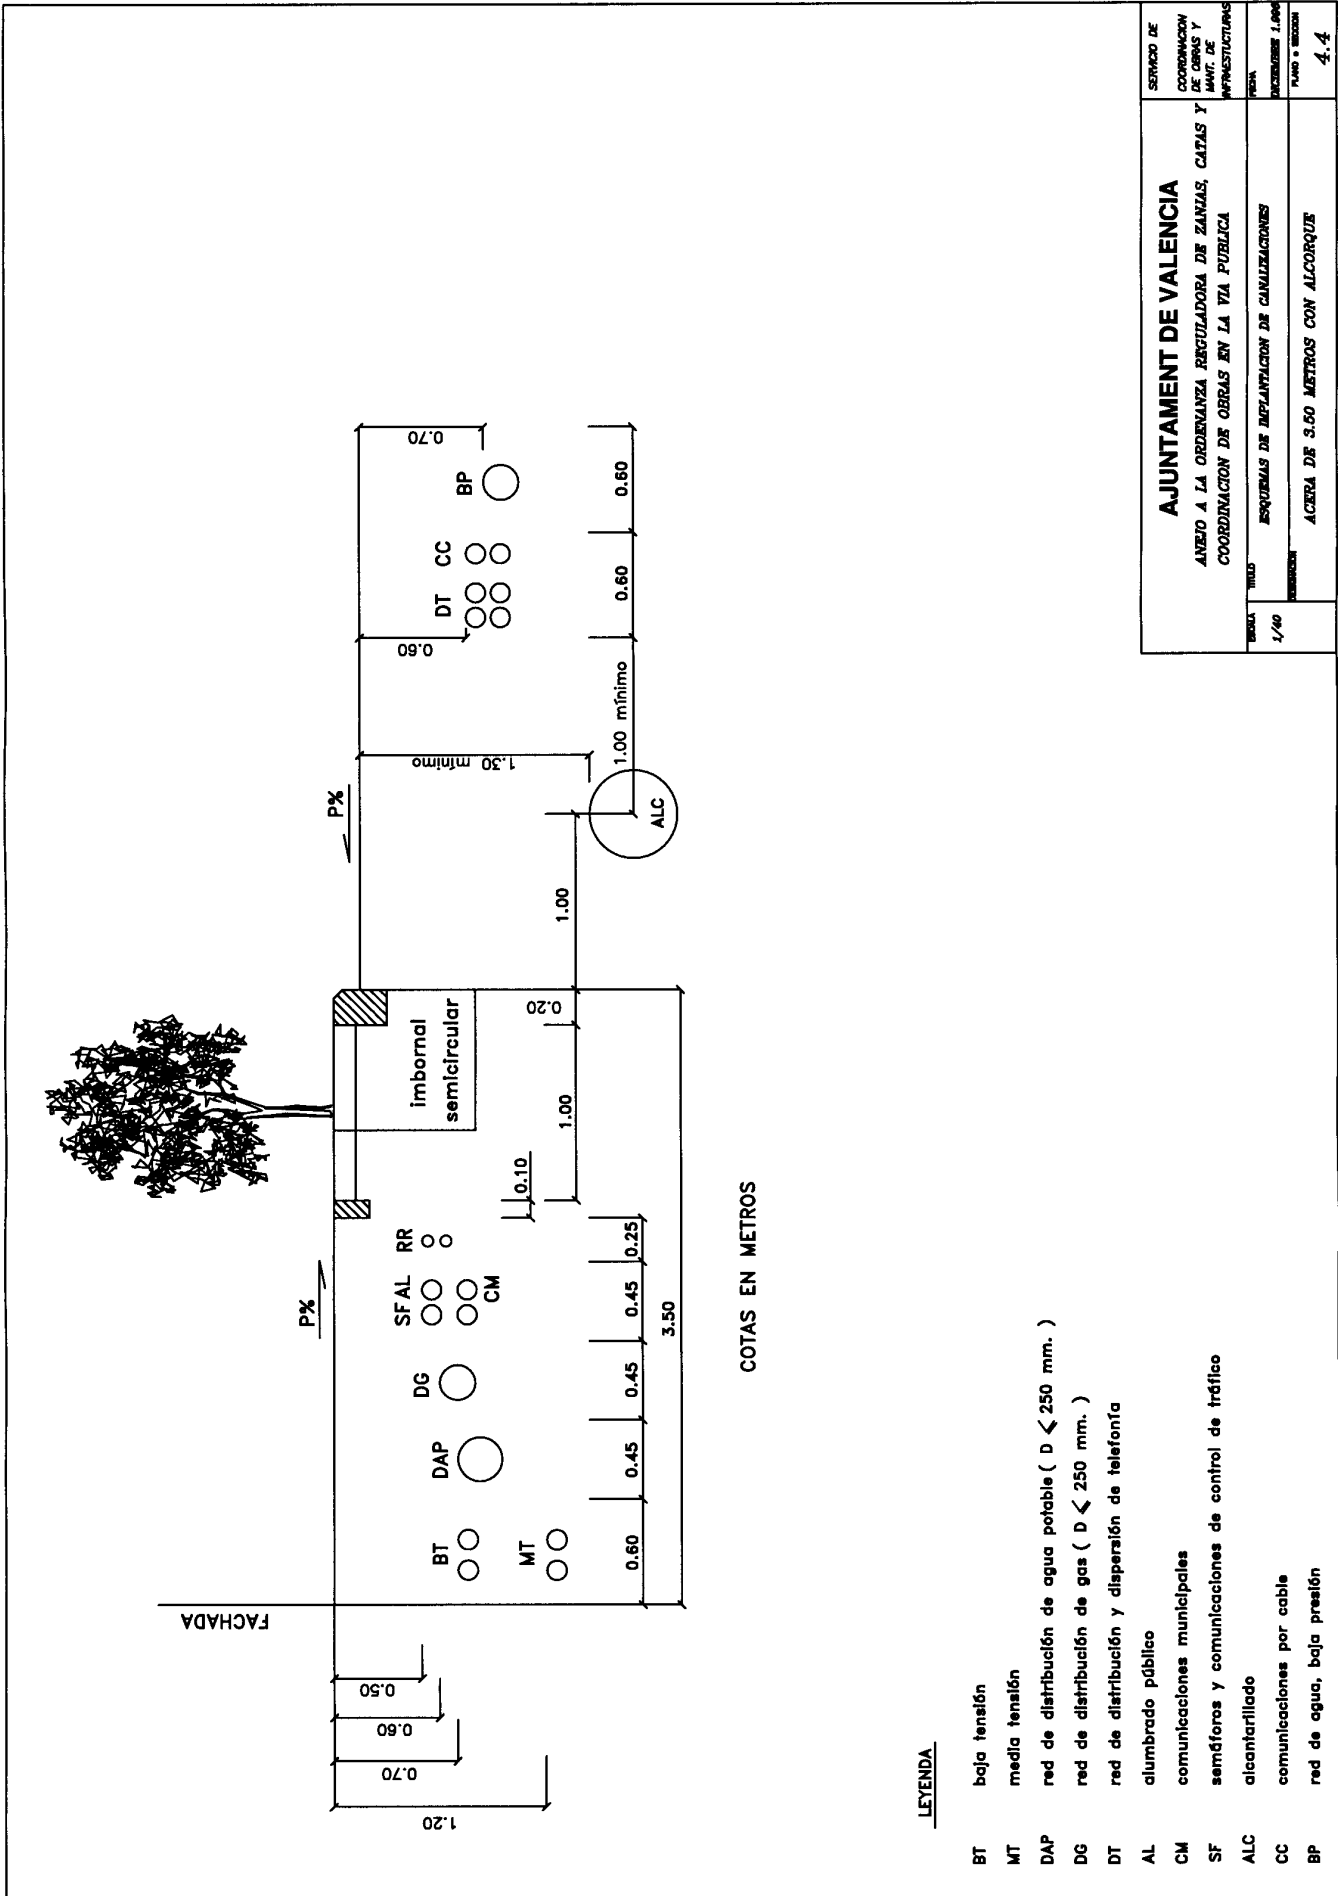 FACHADA
P%
P%
BT
MT
DAP
DG
SF AL
CM
RR
imbornal
semicircular
DT
CC
BP
ALC
0.50
0.60
0.70
1.20
0.60
0.45
0.45
0.45
0.25
3.50
0.10
1.00
0.20
1.00
1.30 mínimo
1.00 mínimo
0.60
0.60
0.60
0.70
COTAS EN METROS
LEYENDA
BT baja tensión
MT media tensión
DAP red de distribución de agua potable ( D ⩽ 250 mm. )
DG red de distribución de gas ( D ⩽ 250 mm. )
DT red de distribución y dispersión de telefonía
AL alumbrado público
CM comunicaciones municipales
SF semáforos y comunicaciones de control de tráfico
ALC alcantarillado
CC comunicaciones por cable
BP red de agua, baja presión
AJUNTAMENT DE VALENCIA
ANEJO A LA ORDENANZA REGULADORA DE ZANJAS, CATAS Y
COORDINACION DE OBRAS EN LA VIA PUBLICA
SERVICIO DE
COORDINACION
DE OBRAS Y
MANT. DE
INFRAESTUCTURAS
ESCALA
1/40
TITULO
ESQUEMAS DE IMPLANTACION DE CANALIZACIONES
FECHA
DICIEMBRE 1.996
DESIGNACION
ACERA DE 3.50 METROS CON ALCORQUE
PLANO o SECCION
4.4